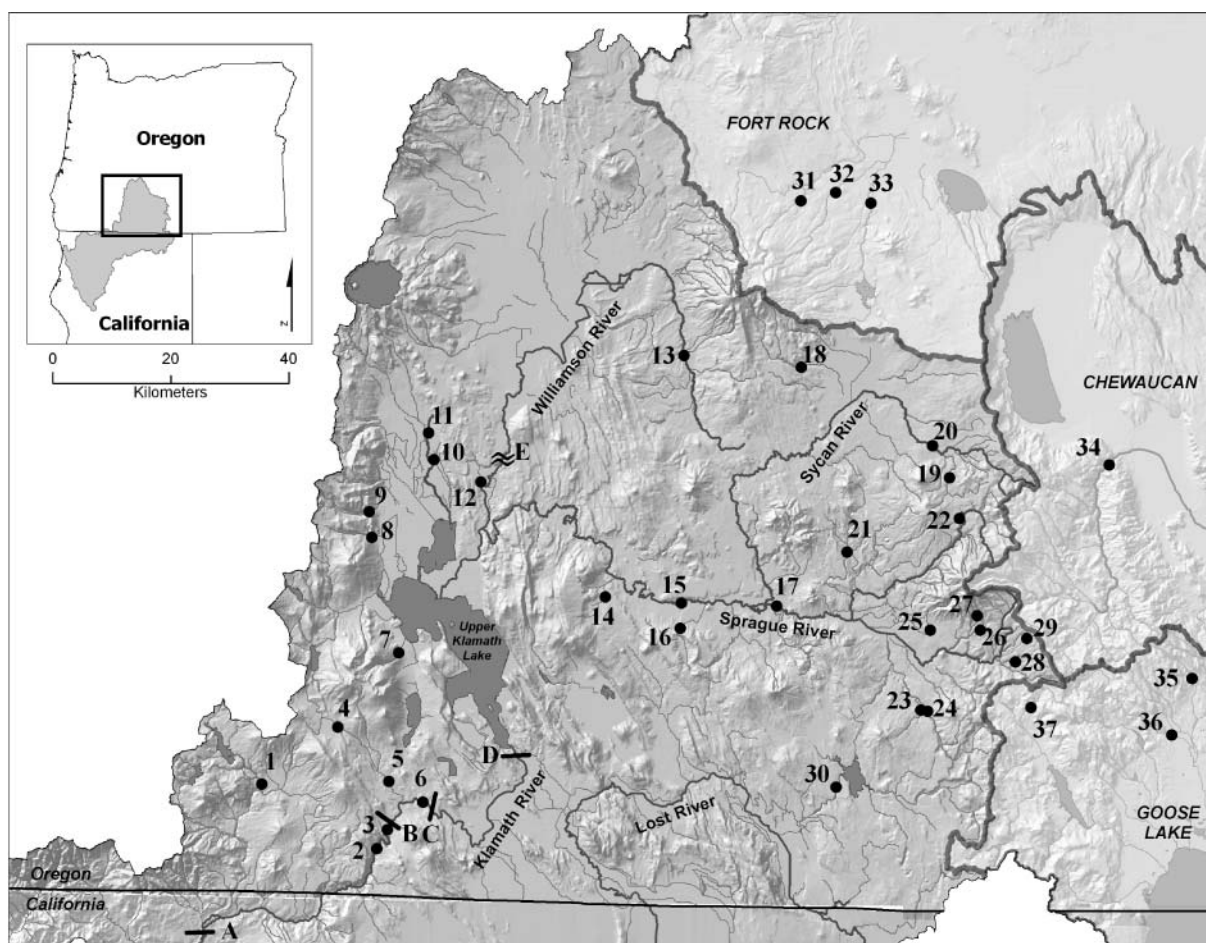 Oregon
California
N
0 20 40
Kilometers
FORT ROCK
31 32 33
Williamson River
13
18
CHEWAUCAN
11
10
E
12
Sycan River
20
19
34
9
8
22
21
14
15
16
17
Sprague River
27
25
26
29
28
Upper
Klamath
Lake
7
35
4
23 24
37
36
D
1
5
6
30
Klamath River
Lost River
3 B C
2
GOOSE
LAKE
Oregon
California
A